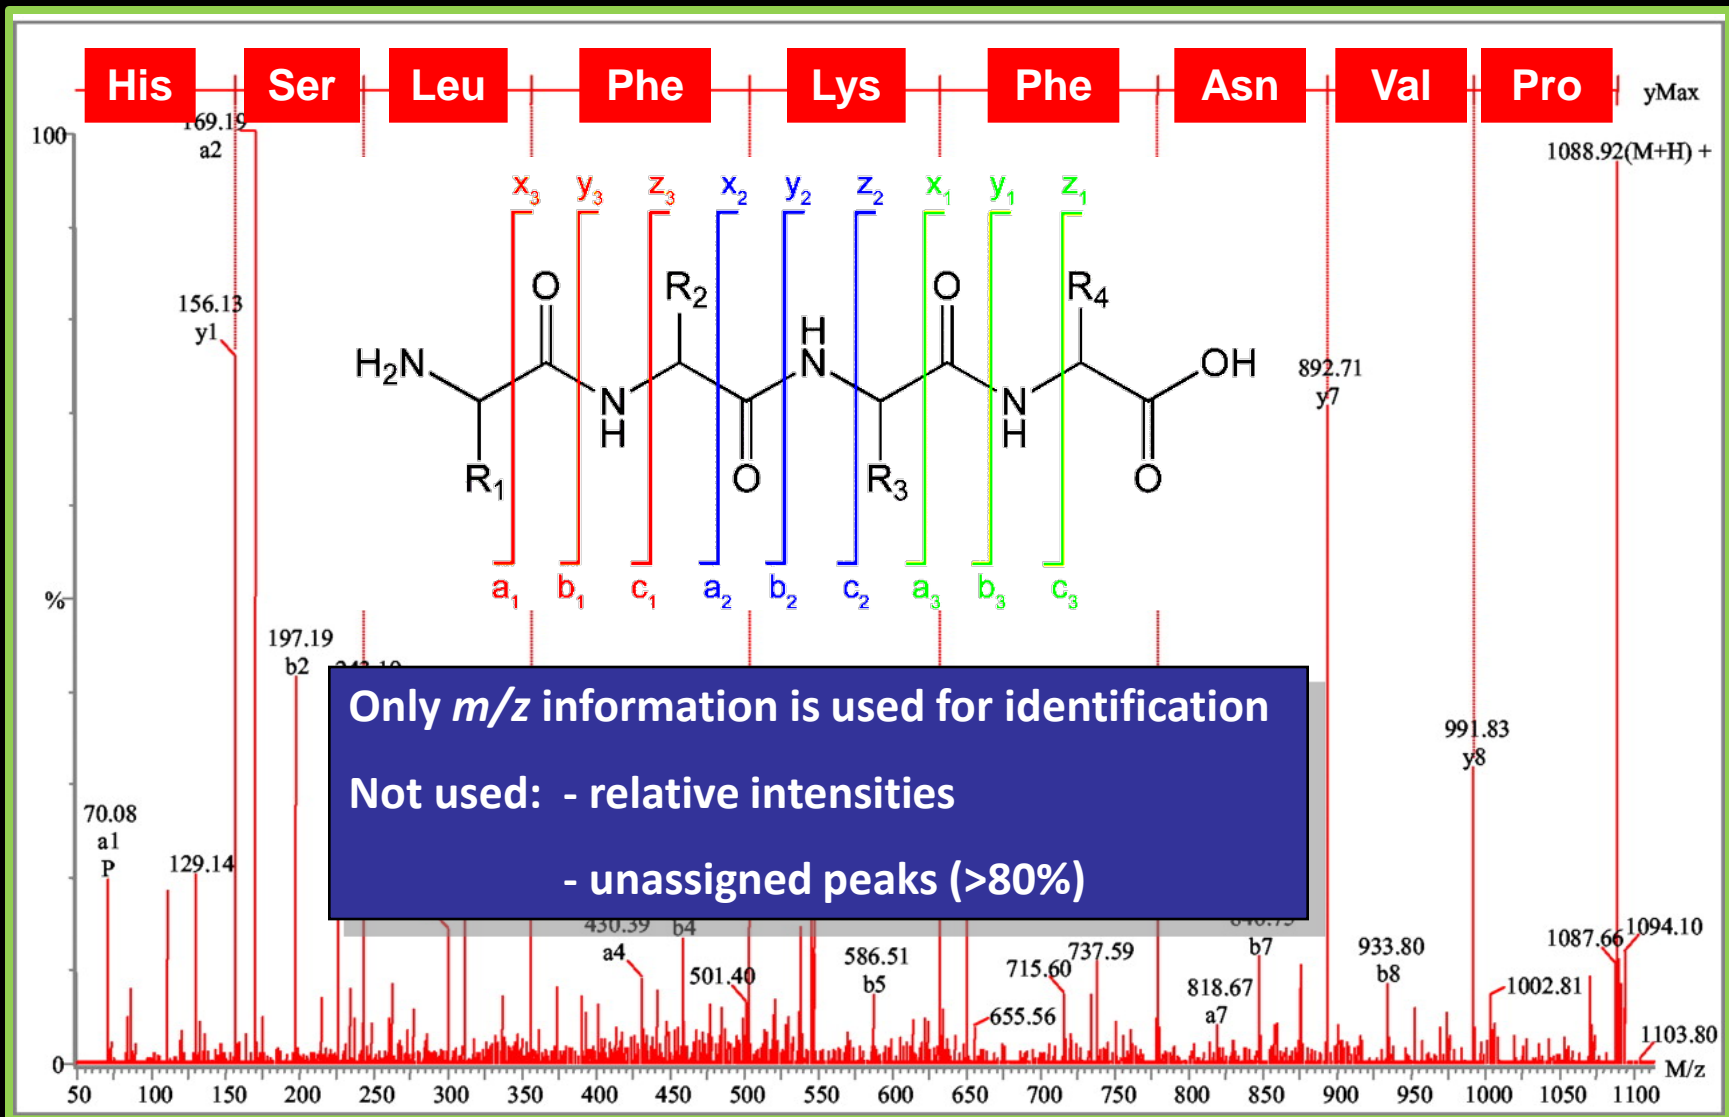 His Ser Leu Phe Lys Phe Asn Val Pro yMax
100
169.19
a2
1088.92(M+H) +
x3 y3 z3 x2 y2 z2 x1 y1 z1
156.13
y1
O R2 H N O R4
H2N OH
892.71
y7
R1 N H O R3 N H O
a1 b1 c1 a2 b2 c2 a3 b3 c3
%
197.19
b2
Only m/z information is used for identification
Not used: - relative intensities
- unassigned peaks (>80%)
991.83
y8
70.08
a1
P
129.14
430.39
a4
b4
501.40
586.51
b5
655.56
715.60
737.59
818.67
a7
b7
933.80
b8
1002.81
1087.66
1094.10
1103.80
0
M/z
50 100 150 200 250 300 350 400 450 500 550 600 650 700 750 800 850 900 950 1000 1050 1100